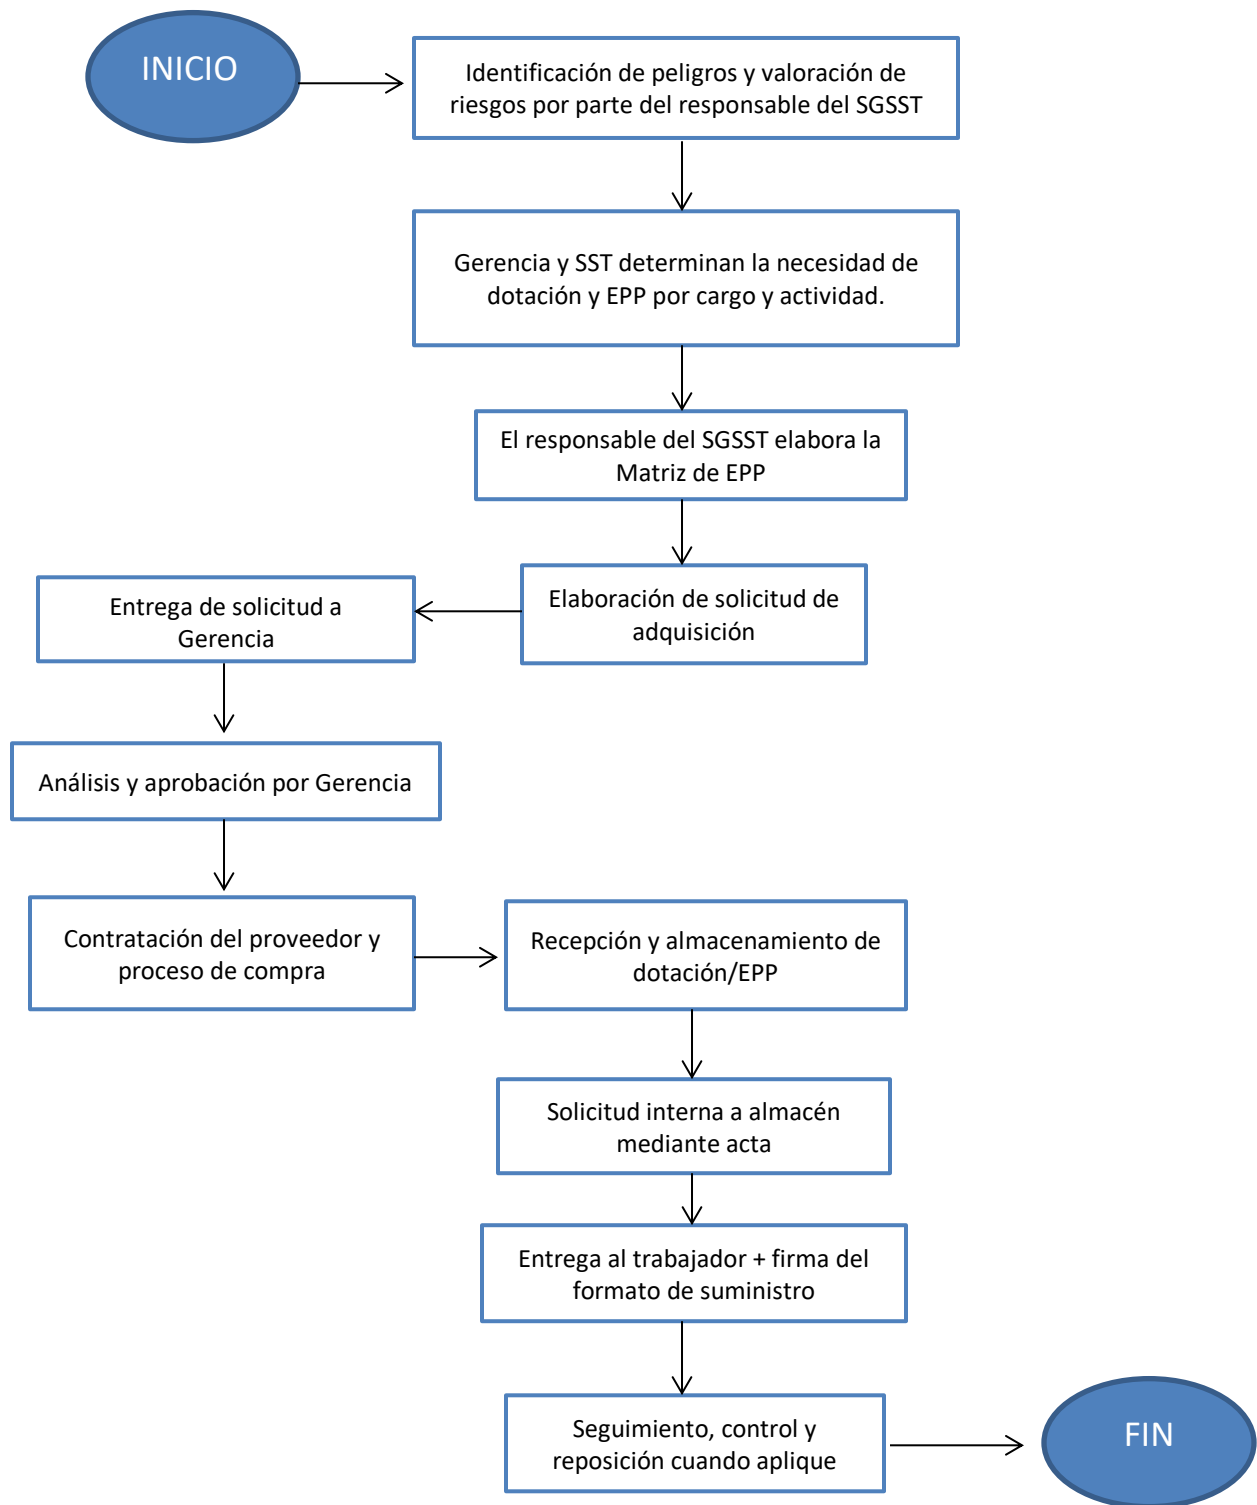 INICIO
Identificación de peligros y valoración de
riesgos por parte del responsable del SGSST
Gerencia y SST determinan la necesidad de
dotación y EPP por cargo y actividad.
El responsable del SGSST elabora la
Matriz de EPP
Elaboración de solicitud de
adquisición
Entrega de solicitud a
Gerencia
Análisis y aprobación por Gerencia
Contratación del proveedor y
proceso de compra
Recepción y almacenamiento de
dotación/EPP
Solicitud interna a almacén
mediante acta
Entrega al trabajador + firma del
formato de suministro
Seguimiento, control y
reposición cuando aplique
FIN